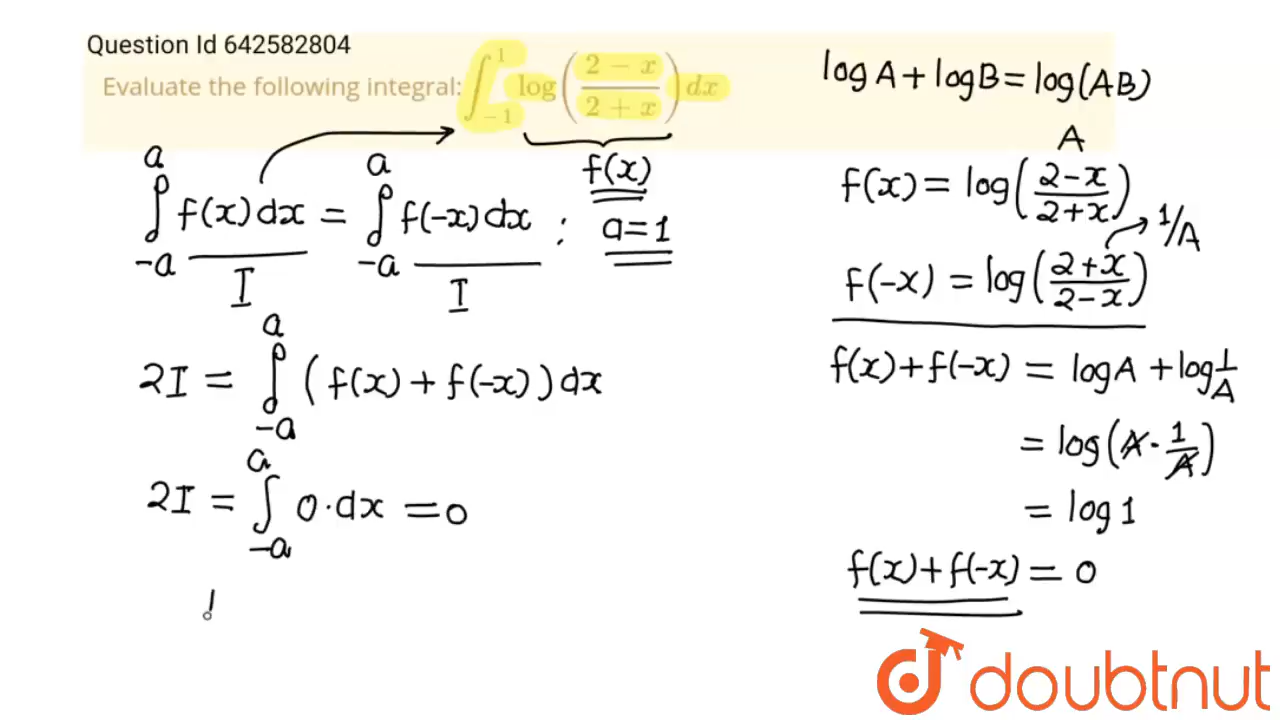 Question Id 642582804
Evaluate the following integral: ∫_{-1}^{1} log((2 − x)/(2 + x)) dx
∫_{-a}^{a} f(x)dx = ∫_{-a}^{a} f(-x)dx ; f(x)
a=1
I
I
2I = ∫_{-a}^{a} (f(x) + f(-x))dx
2I = ∫_{-a}^{a} 0·dx = 0
log A + log B = log(AB)
A
f(x) = log((2-x)/(2+x))
1/A
f(-x) = log((2+x)/(2-x))
f(x)+f(-x) = log A + log 1/A
= log(A · 1/A)
= log 1
f(x)+f(-x) = 0
doubtnut